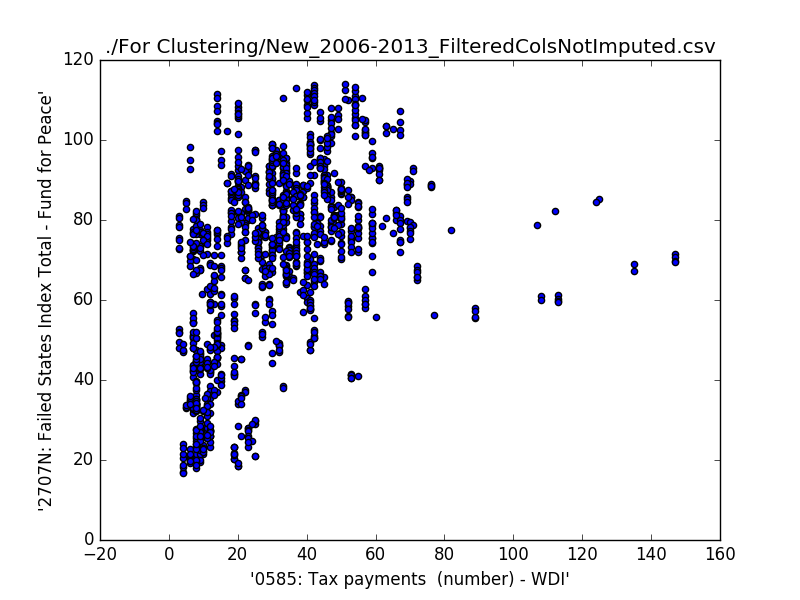 ./For Clustering/New_2006-2013_FilteredColsNotImputed.csv
120
100
80
60
40
20
0
'2707N: Failed States Index Total - Fund for Peace'
−20 0 20 40 60 80 100 120 140 160
'0585: Tax payments  (number) - WDI'